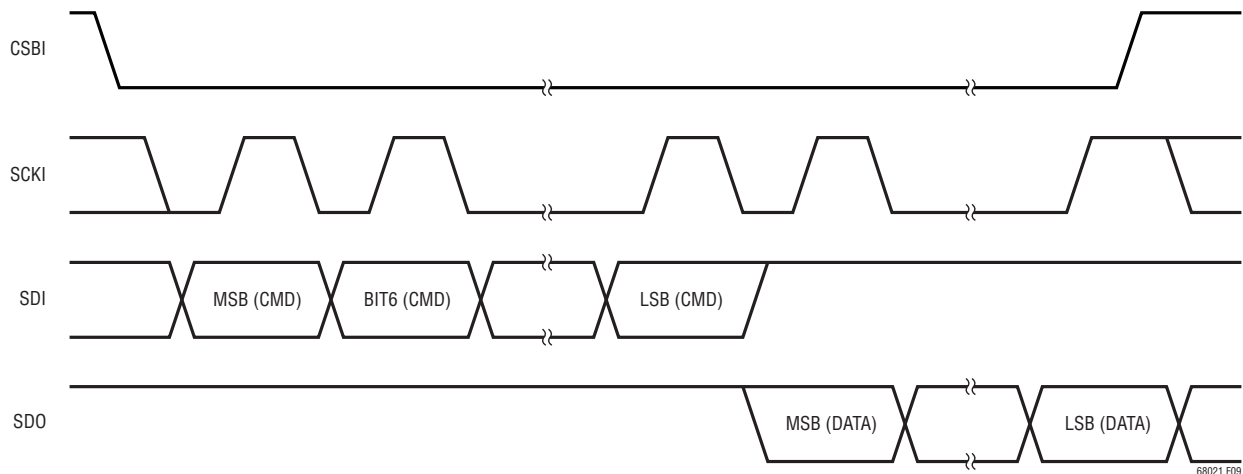 CSBI
SCKI
SDI
MSB (CMD)
BIT6 (CMD)
LSB (CMD)
SDO
MSB (DATA)
LSB (DATA)
68021 F09